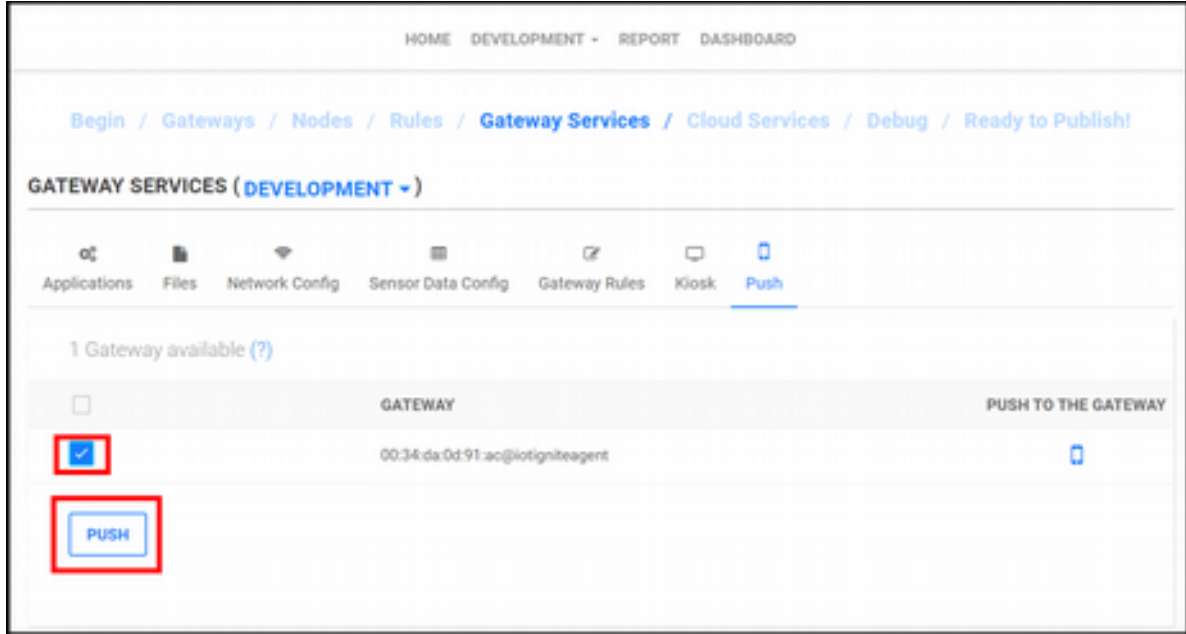 HOME DEVELOPMENT REPORT DASHBOARD
Begin / Gateways / Nodes / Rules / Gateway Services / Cloud Services / Debug / Ready to Publish!
GATEWAY SERVICES ( DEVELOPMENT )
Applications Files Network Config Sensor Data Config Gateway Rules Kiosk Push
1 Gateway available (?)
GATEWAY PUSH TO THE GATEWAY
00:34:da:0d:91:ac@iotigniteagent
PUSH